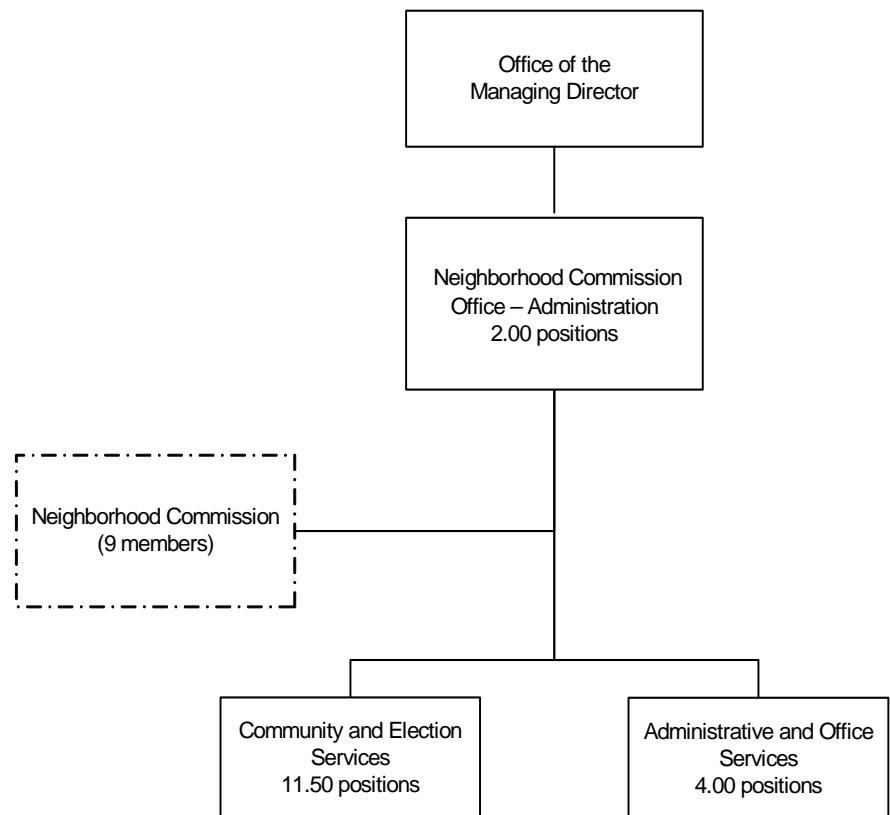 Office of the
Managing Director
Neighborhood Commission
Office – Administration
2.00 positions
Neighborhood Commission
(9 members)
Community and Election
Services
11.50 positions
Administrative and Office
Services
4.00 positions